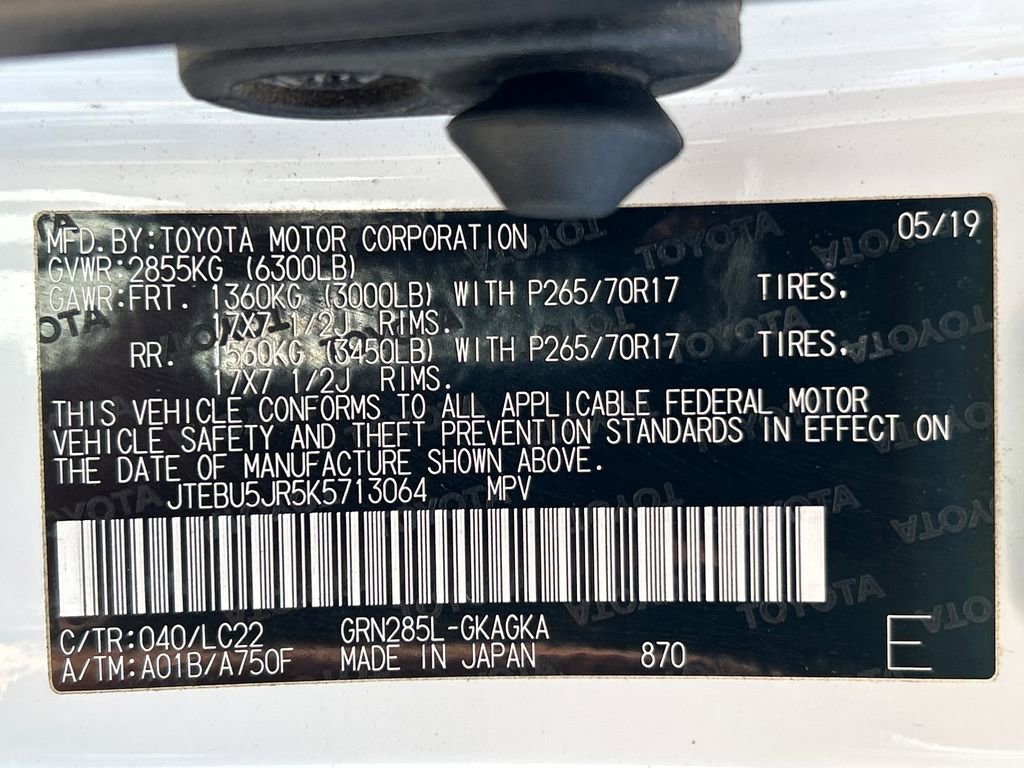 MFD. BY: TOYOTA MOTOR CORPORATION 05/19
GVWR: 2855KG (6300LB)
GAWR: FRT. 1360KG (3000LB) WITH P265/70R17 TIRES.
17X7 1/2J RIMS.
RR. 1560KG (3450LB) WITH P265/70R17 TIRES.
17X7 1/2J RIMS.
THIS VEHICLE CONFORMS TO ALL APPLICABLE FEDERAL MOTOR
VEHICLE SAFETY AND THEFT PREVENTION STANDARDS IN EFFECT ON
THE DATE OF MANUFACTURE SHOWN ABOVE.
JTEBU5JR5K5713064 MPV
C/TR: 040/LC22 GRN285L-GKAGKA
A/TM: A01B/A750F MADE IN JAPAN 870 E